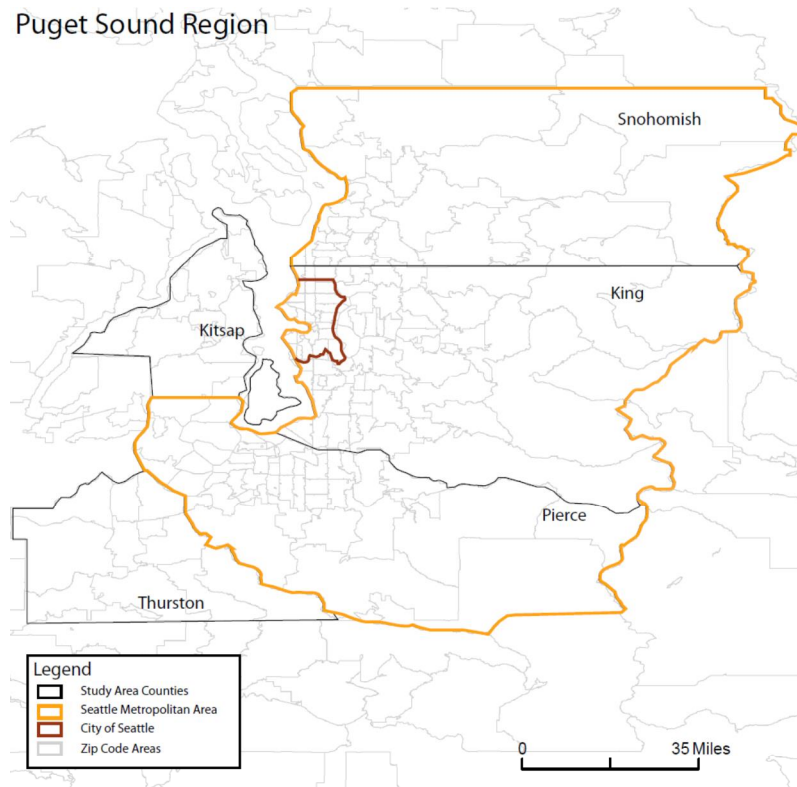 Puget Sound Region
Snohomish
King
Kitsap
Pierce
Thurston
Legend
Study Area Counties
Seattle Metropolitan Area
City of Seattle
Zip Code Areas
0 35 Miles